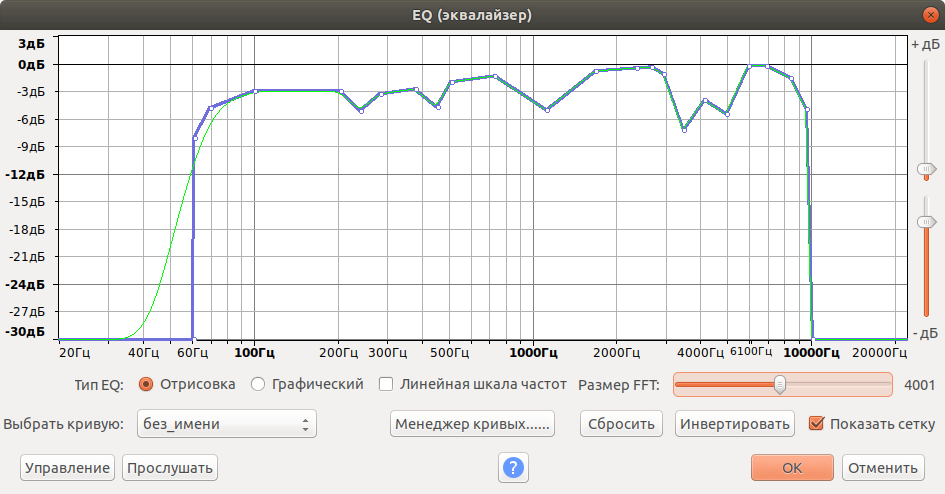 EQ (эквалайзер)
3дБ
0дБ
-3дБ
-6дБ
-9дБ
-12дБ
-15дБ
-18дБ
-21дБ
-24дБ
-27дБ
-30дБ
+ дБ
- дБ
20Гц 40Гц 60Гц 100Гц 200Гц 300Гц 500Гц 1000Гц 2000Гц 4000Гц 6100Гц 10000Гц 20000Гц
Тип EQ: Отрисовка Графический Линейная шкала частот Размер FFT: 4001
Выбрать кривую: без_имени Менеджер кривых...... Сбросить Инвертировать Показать сетку
Управление Прослушать ? OK Отменить